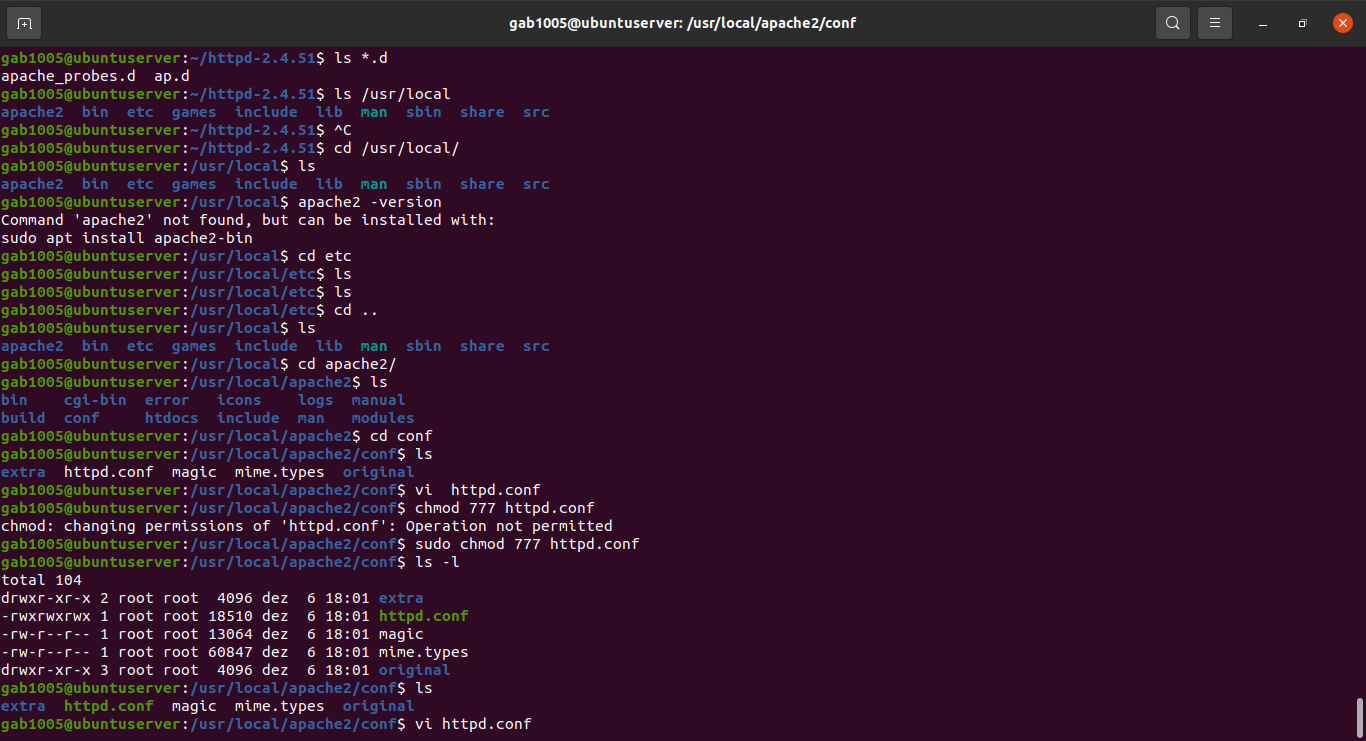 gab1005@ubuntuserver: /usr/local/apache2/conf
gab1005@ubuntuserver:~/httpd-2.4.51$ ls *.d
apache_probes.d  ap.d
gab1005@ubuntuserver:~/httpd-2.4.51$ ls /usr/local
apache2  bin  etc  games  include  lib  man  sbin  share  src
gab1005@ubuntuserver:~/httpd-2.4.51$ ^C
gab1005@ubuntuserver:~/httpd-2.4.51$ cd /usr/local/
gab1005@ubuntuserver:/usr/local$ ls
apache2  bin  etc  games  include  lib  man  sbin  share  src
gab1005@ubuntuserver:/usr/local$ apache2 -version
Command 'apache2' not found, but can be installed with:
sudo apt install apache2-bin
gab1005@ubuntuserver:/usr/local$ cd etc
gab1005@ubuntuserver:/usr/local/etc$ ls
gab1005@ubuntuserver:/usr/local/etc$ ls
gab1005@ubuntuserver:/usr/local/etc$ cd ..
gab1005@ubuntuserver:/usr/local$ ls
apache2  bin  etc  games  include  lib  man  sbin  share  src
gab1005@ubuntuserver:/usr/local$ cd apache2/
gab1005@ubuntuserver:/usr/local/apache2$ ls
bin    cgi-bin  error   icons    logs  manual
build  conf     htdocs  include  man   modules
gab1005@ubuntuserver:/usr/local/apache2$ cd conf
gab1005@ubuntuserver:/usr/local/apache2/conf$ ls
extra  httpd.conf  magic  mime.types  original
gab1005@ubuntuserver:/usr/local/apache2/conf$ vi  httpd.conf
gab1005@ubuntuserver:/usr/local/apache2/conf$ chmod 777 httpd.conf
chmod: changing permissions of 'httpd.conf': Operation not permitted
gab1005@ubuntuserver:/usr/local/apache2/conf$ sudo chmod 777 httpd.conf
gab1005@ubuntuserver:/usr/local/apache2/conf$ ls -l
total 104
drwxr-xr-x 2 root root  4096 dez  6 18:01 extra
-rwxrwxrwx 1 root root 18510 dez  6 18:01 httpd.conf
-rw-r--r-- 1 root root 13064 dez  6 18:01 magic
-rw-r--r-- 1 root root 60847 dez  6 18:01 mime.types
drwxr-xr-x 3 root root  4096 dez  6 18:01 original
gab1005@ubuntuserver:/usr/local/apache2/conf$ ls
extra  httpd.conf  magic  mime.types  original
gab1005@ubuntuserver:/usr/local/apache2/conf$ vi httpd.conf